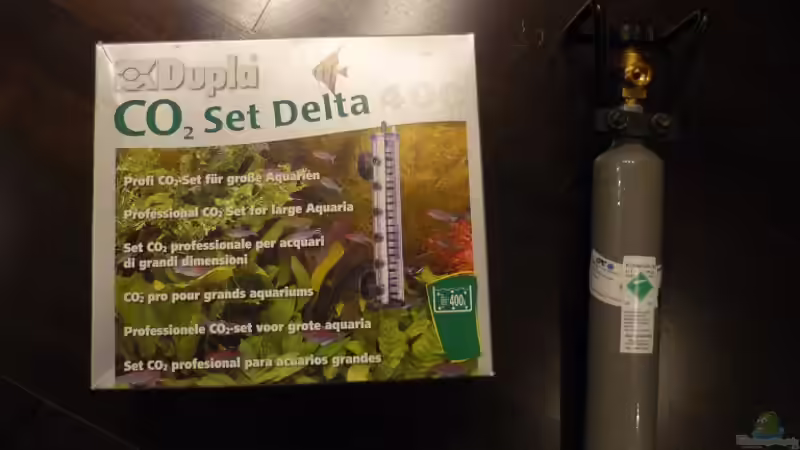 Dupla
CO2 Set Delta 400
Profi CO2-Set für große Aquarien
Professional CO2 Set for large Aquaria
Set CO2 professionale per acquari
di grandi dimensioni
CO2 pro pour grands aquariums
Professionele CO2-set voor grote aquaria
Set CO2 profesional para acuarios grandes
400l